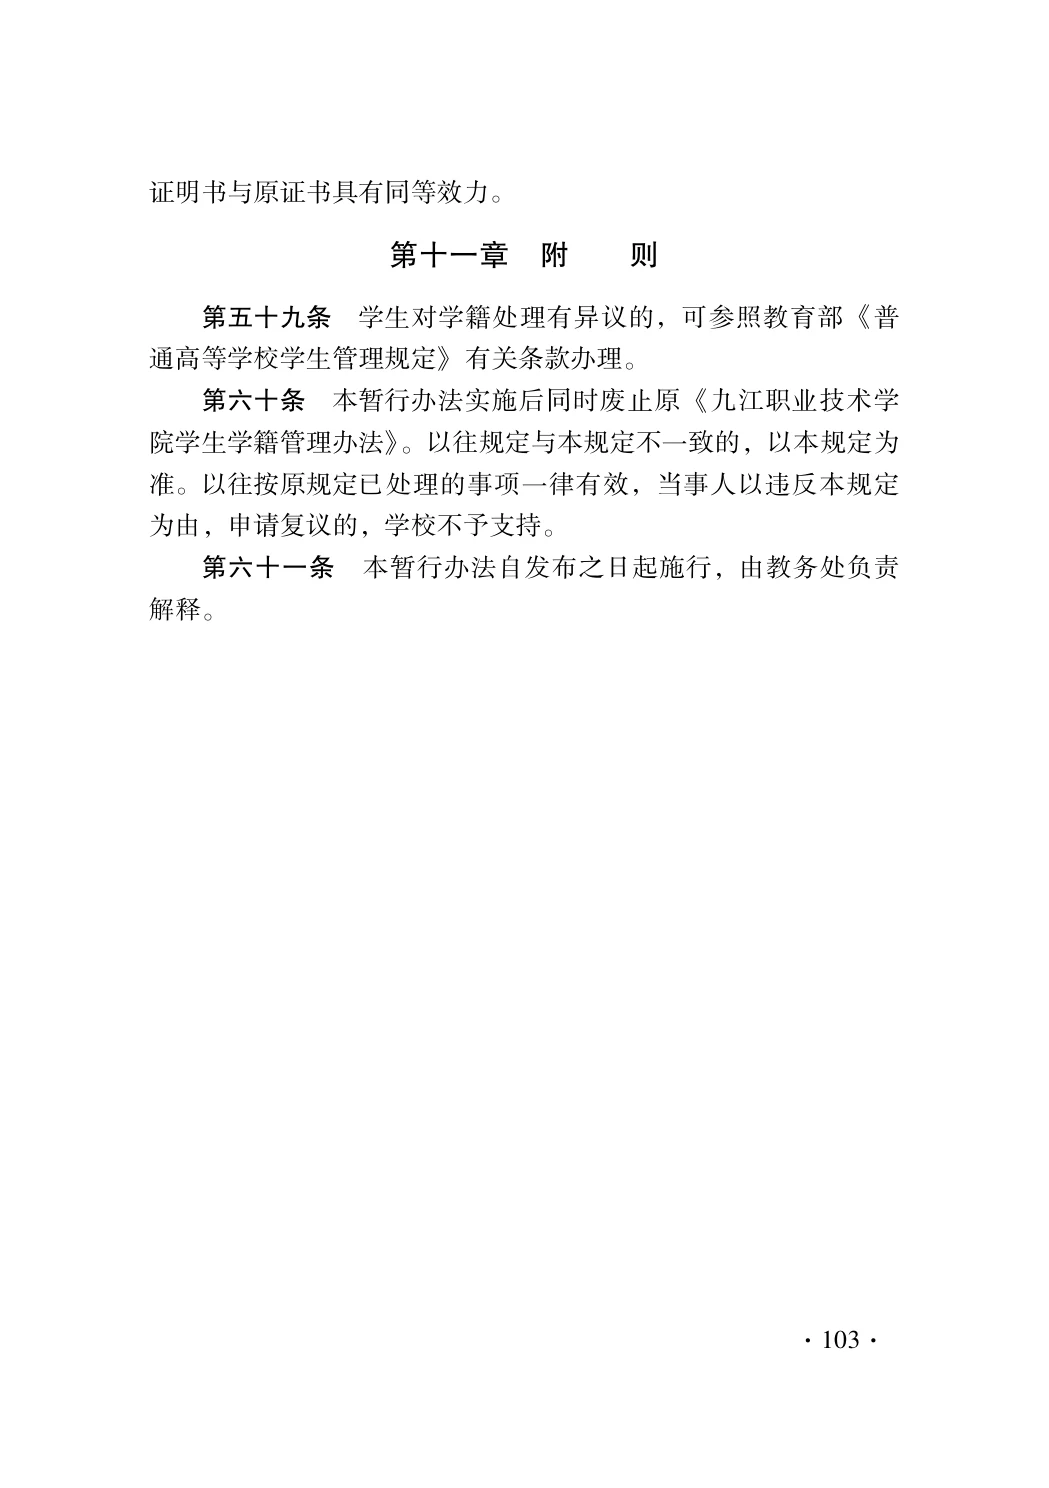 证明书与原证书具有同等效力。
第十一章　附　　则
第五十九条　学生对学籍处理有异议的，可参照教育部《普
通高等学校学生管理规定》有关条款办理。
第六十条　本暂行办法实施后同时废止原《九江职业技术学
院学生学籍管理办法》。以往规定与本规定不一致的，以本规定为
准。以往按原规定已处理的事项一律有效，当事人以违反本规定
为由，申请复议的，学校不予支持。
第六十一条　本暂行办法自发布之日起施行，由教务处负责
解释。
· 103 ·